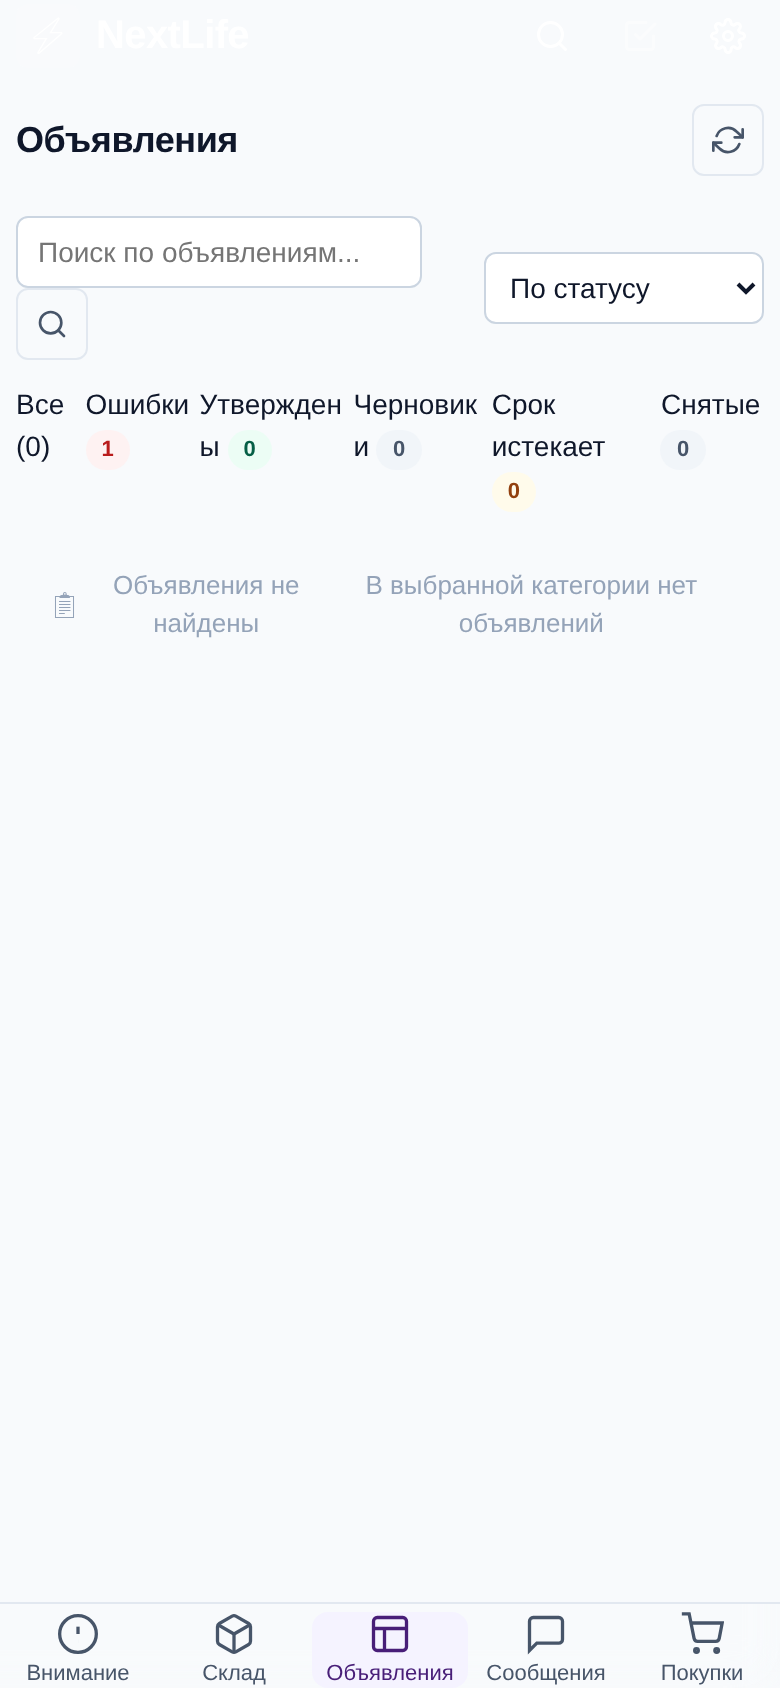 NextLife
Объявления
Поиск по объявлениям...
По статусу
Все
(0)
Ошибки
1
Утвержден
ы 0
Черновик
и 0
Срок
истекает
0
Снятые
0
Объявления не
найдены
В выбранной категории нет
объявлений
Внимание
Склад
Объявления
Сообщения
Покупки